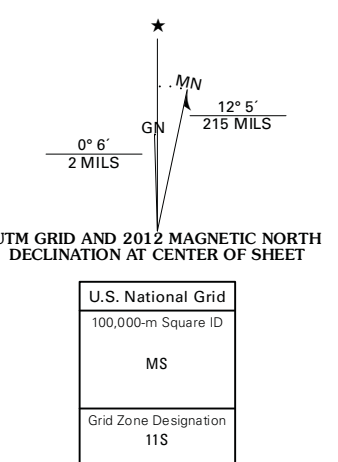 ★
MN
GN
12° 5´
215 MILS
0° 6´
2 MILS
UTM GRID AND 2012 MAGNETIC NORTH
DECLINATION AT CENTER OF SHEET
U.S. National Grid
100,000-m Square ID
MS
Grid Zone Designation
11S